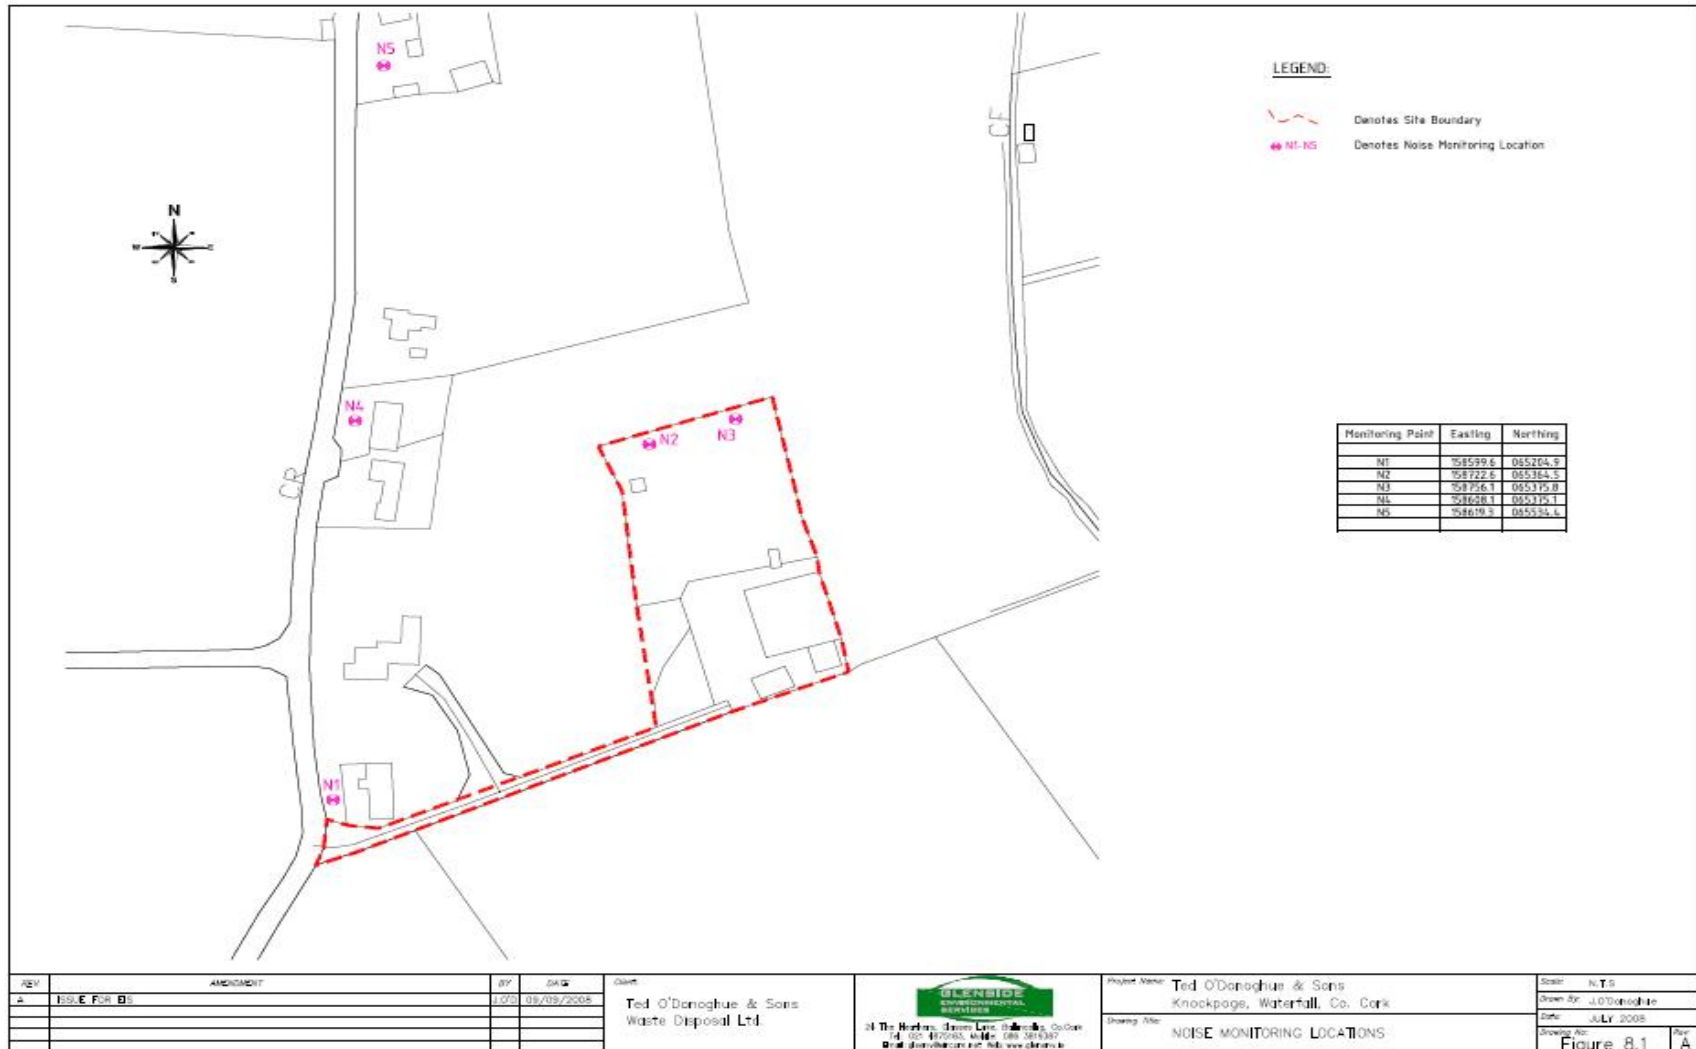 N5
LEGEND:
CF
Denotes Site Boundary
N1-N5 Denotes Noise Monitoring Location
N
W E
S
N4
N2
N3
CR
Monitoring Point Easting Northing
N1 158599.6 065204.9
N2 158722.6 065364.5
N3 158756.1 065375.8
N4 158608.1 065375.1
N5 158619.3 065534.4
N1
REV AMENDMENT BY DATE
A ISSUE FOR EIS J.O'D 09/09/2008
Client:
Ted O'Donoghue & Sons
Waste Disposal Ltd.
GLENSIDE
ENVIRONMENTAL
SERVICES
Project Name: Ted O'Donoghue & Sons
Knockpoge, Waterfall, Co. Cork
Drawing Title:
NOISE MONITORING LOCATIONS
Scale: N.T.S
Drawn By: J.O'Donoghue
Date: JULY 2008
Drawing No: Figure 8.1
Rev A